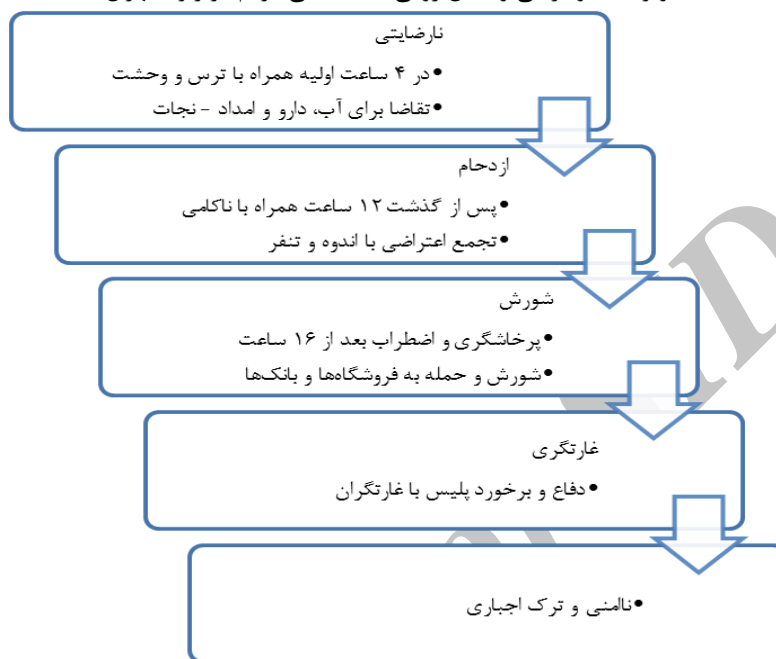 نارضایتی
•در ۴ ساعت اولیه همراه با ترس و وحشت
•تقاضا برای آب، دارو و امداد - نجات
ازدحام
•پس از گذشت ۱۲ ساعت همراه با ناکامی
•تجمع اعتراضی با اندوه و تنفر
شورش
•پرخاشگری و اضطراب بعد از ۱۶ ساعت
•شورش و حمله به فروشگاه‌ها و بانک‌ها
غارتگری
•دفاع و برخورد پلیس با غارتگران
•ناامنی و ترک اجباری